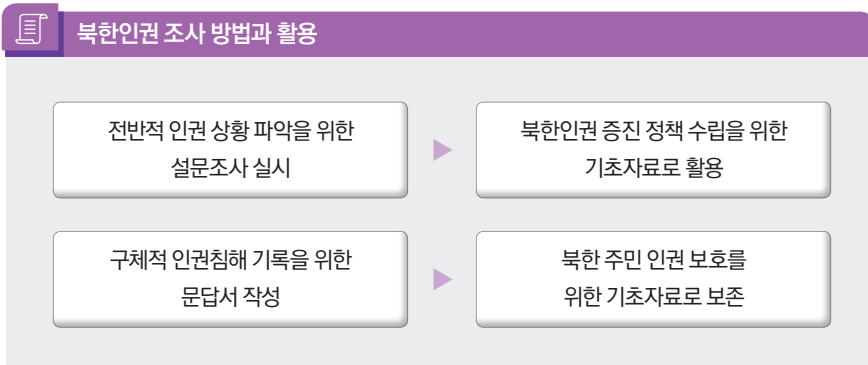 북한인권 조사 방법과 활용
전반적 인권 상황 파악을 위한
설문조사 실시
북한인권 증진 정책 수립을 위한
기초자료로 활용
구체적 인권침해 기록을 위한
문답서 작성
북한 주민 인권 보호를
위한 기초자료로 보존